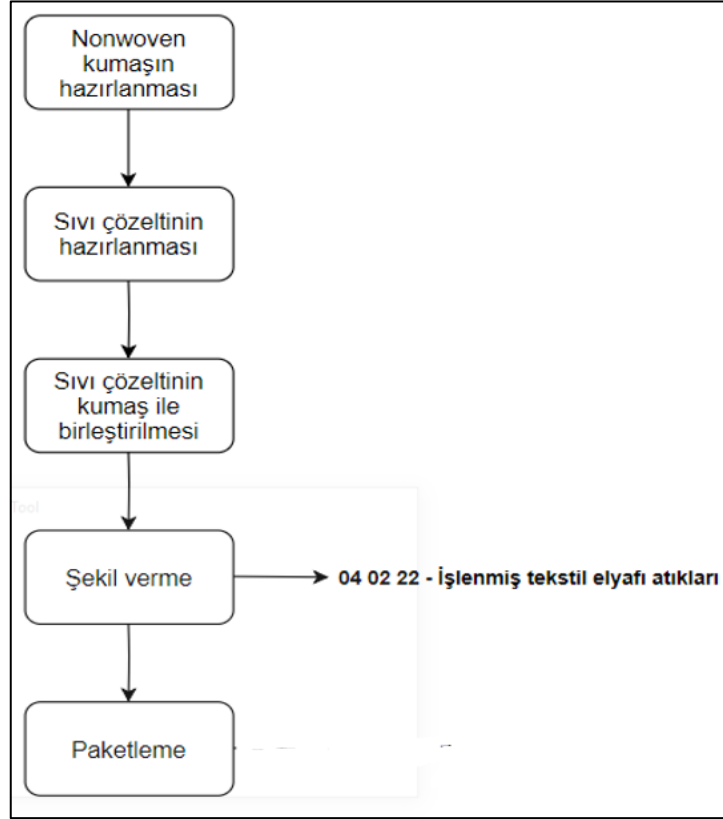 Nonwoven
kumaşın
hazırlanması
Sıvı çözeltinin
hazırlanması
Sıvı çözeltinin
kumaş ile
birleştirilmesi
Tool
Şekil verme
04 02 22 - İşlenmiş tekstil elyafı atıkları
Paketleme